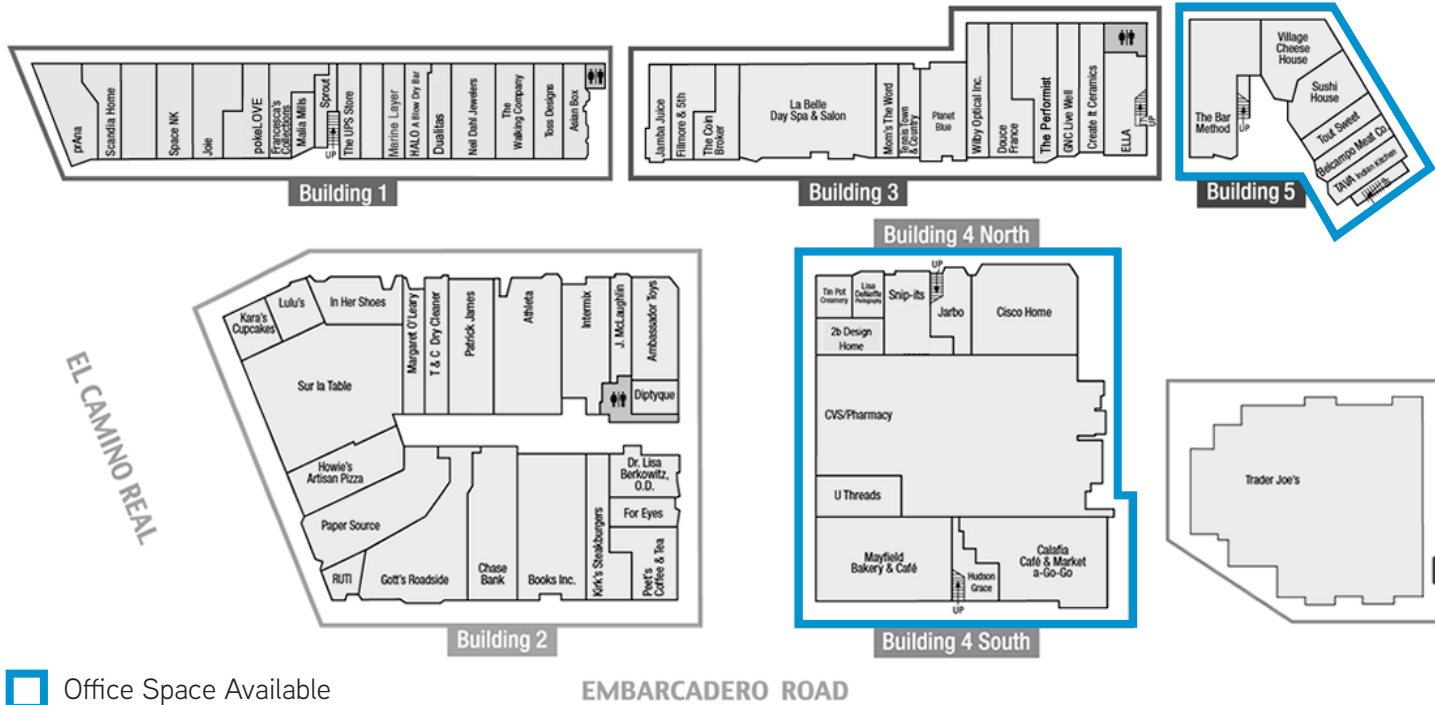 prAna
Scandia Home
Space NK
Joie
pokeLOVE
Francesca's
Collections
Malia Mills
Sprout
UP
The UPS Store
Marine Layer
HALO A Blow Dry Bar
Dualitas
Neil Dahl Jewelers
The
Walking Company
Toss Designs
Asian Box
Building 1
Jamba Juice
Fillmore & 5th
The Coin
Broker
La Belle
Day Spa & Salon
Mom's The Word
Tennis Town
& Country
Planet
Blue
Wilby Optical Inc.
Douce
France
The Performist
GNC Live Well
Create It Ceramics
ELLA
UP
Building 3
The Bar
Method
UP
Village
Cheese
House
Sushi
House
Tout Sweet
Belcampo Meat Co.
TAVA Indian Kitchen
UP
Building 5
EL CAMINO REAL
Kara's
Cupcakes
Lulu's
In Her Shoes
Margaret O'Leary
T & C Dry Cleaner
Patrick James
Athleta
Intermix
J. McLaughlin
Ambassador Toys
Diptyque
Sur la Table
Howie's
Artisan Pizza
Paper Source
RUTI
Gott's Roadside
Chase
Bank
Books Inc.
Kirk's Steakburgers
Dr. Lisa
Berkowitz,
O.D.
For Eyes
Peet's
Coffee & Tea
Building 2
Building 4 North
Tin Pot
Creamery
Lisa
DeNeffe
Photography
Snip-its
UP
Jarbo
Cisco Home
2b Design
Home
CVS/Pharmacy
U Threads
Mayfield
Bakery & Café
UP
Hudson
Grace
Calafia
Café & Market
a-Go-Go
Building 4 South
Trader Joe's
Office Space Available
EMBARCADERO ROAD